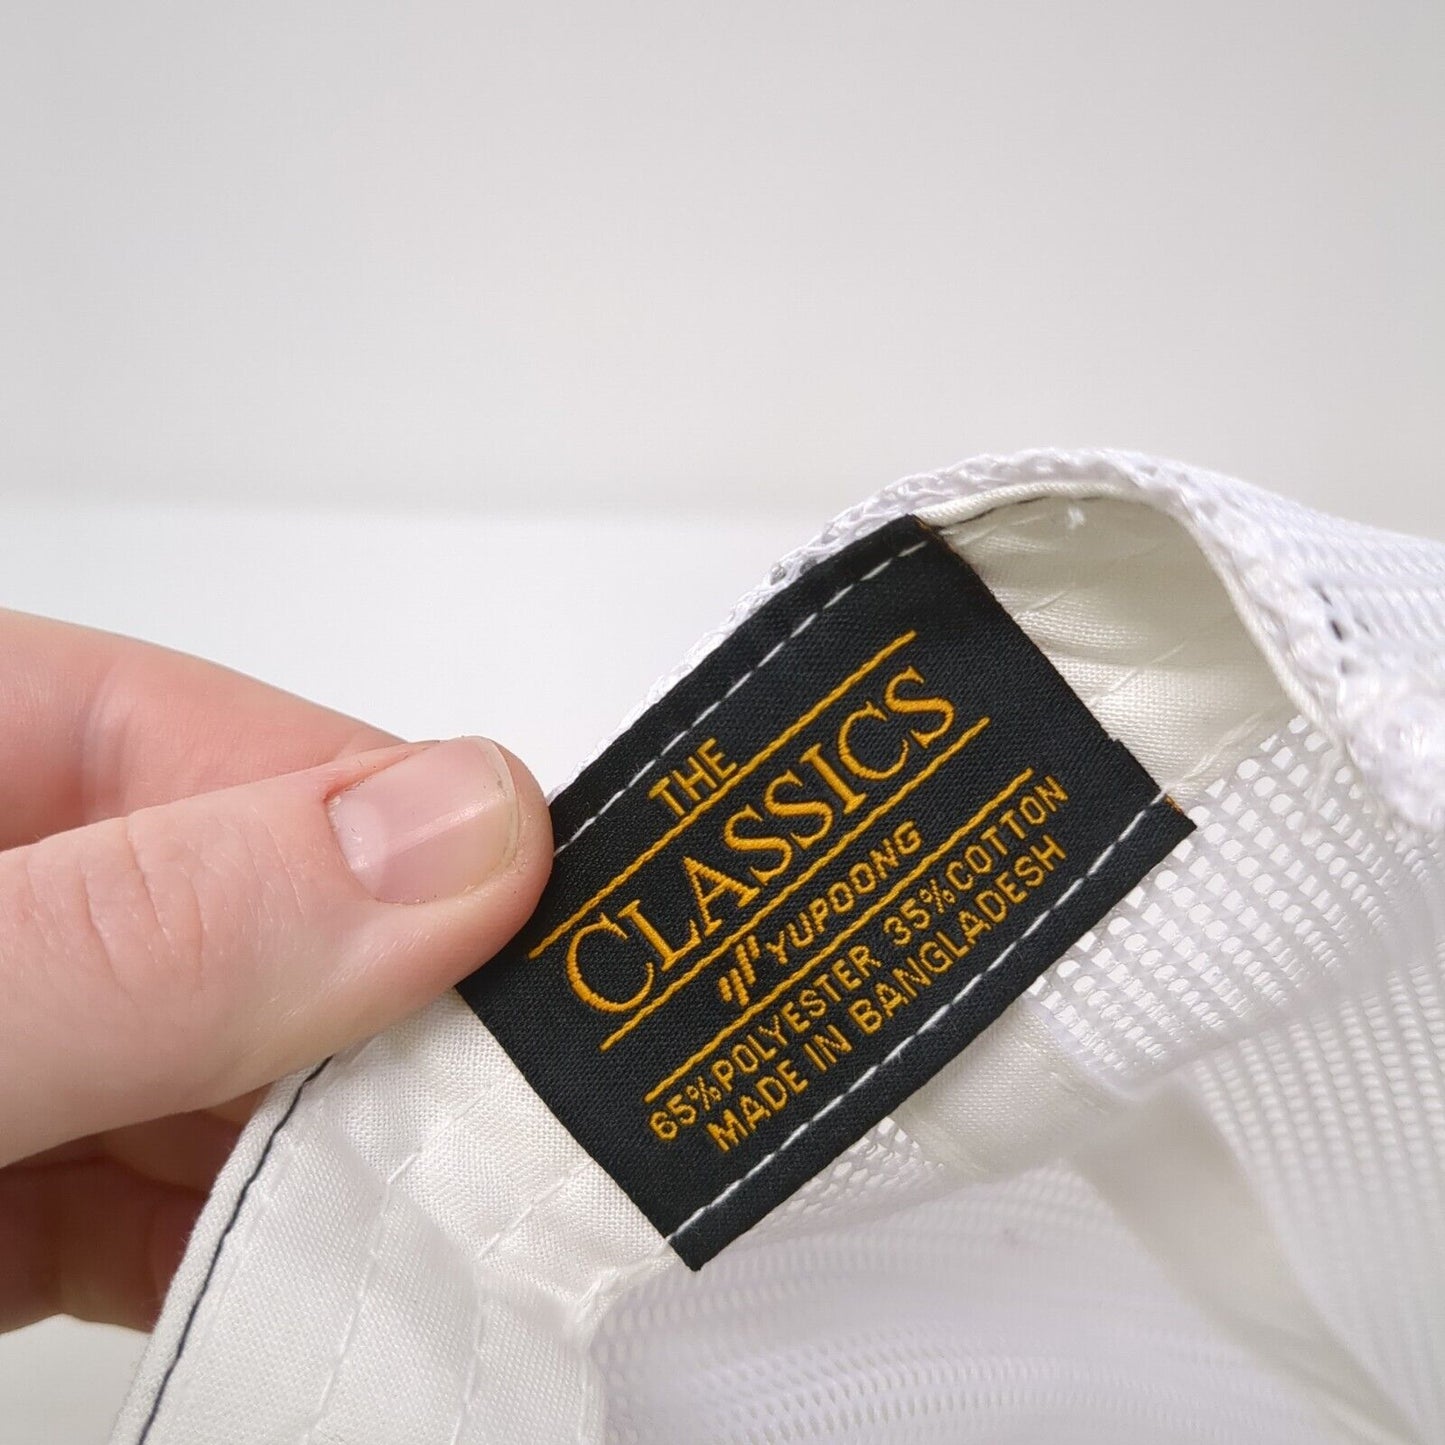 THE
CLASSICS
YUPOONG
65%POLYESTER 35%COTTON
MADE IN BANGLADESH